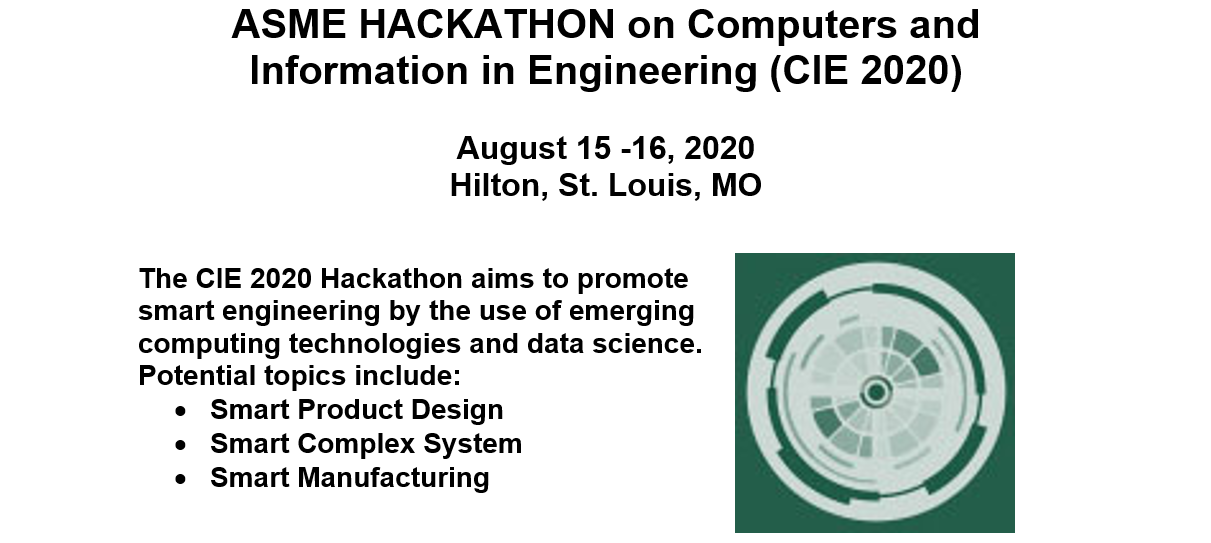 ASME HACKATHON on Computers and
Information in Engineering (CIE 2020)
August 15 -16, 2020
Hilton, St. Louis, MO
The CIE 2020 Hackathon aims to promote
smart engineering by the use of emerging
computing technologies and data science.
Potential topics include:
• Smart Product Design
• Smart Complex System
• Smart Manufacturing